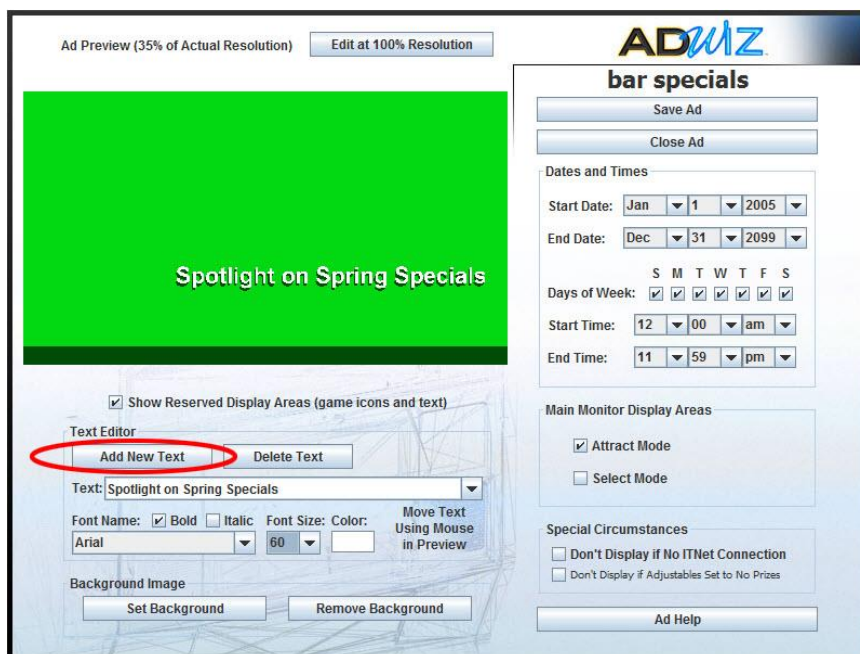 Ad Preview (35% of Actual Resolution)
Edit at 100% Resolution
Spotlight on Spring Specials
Show Reserved Display Areas (game icons and text)
Text Editor
Add New Text
Delete Text
Text: Spotlight on Spring Specials
Font Name: Bold Italic Font Size: Color:
Arial
60
Move Text
Using Mouse
in Preview
Background Image
Set Background
Remove Background
ADWIZ
bar specials
Save Ad
Close Ad
Dates and Times
Start Date: Jan 1 2005
End Date: Dec 31 2099
S M T W T F S
Days of Week:
Start Time: 12 00 am
End Time: 11 59 pm
Main Monitor Display Areas
Attract Mode
Select Mode
Special Circumstances
Don't Display if No ITNet Connection
Don't Display if Adjustables Set to No Prizes
Ad Help